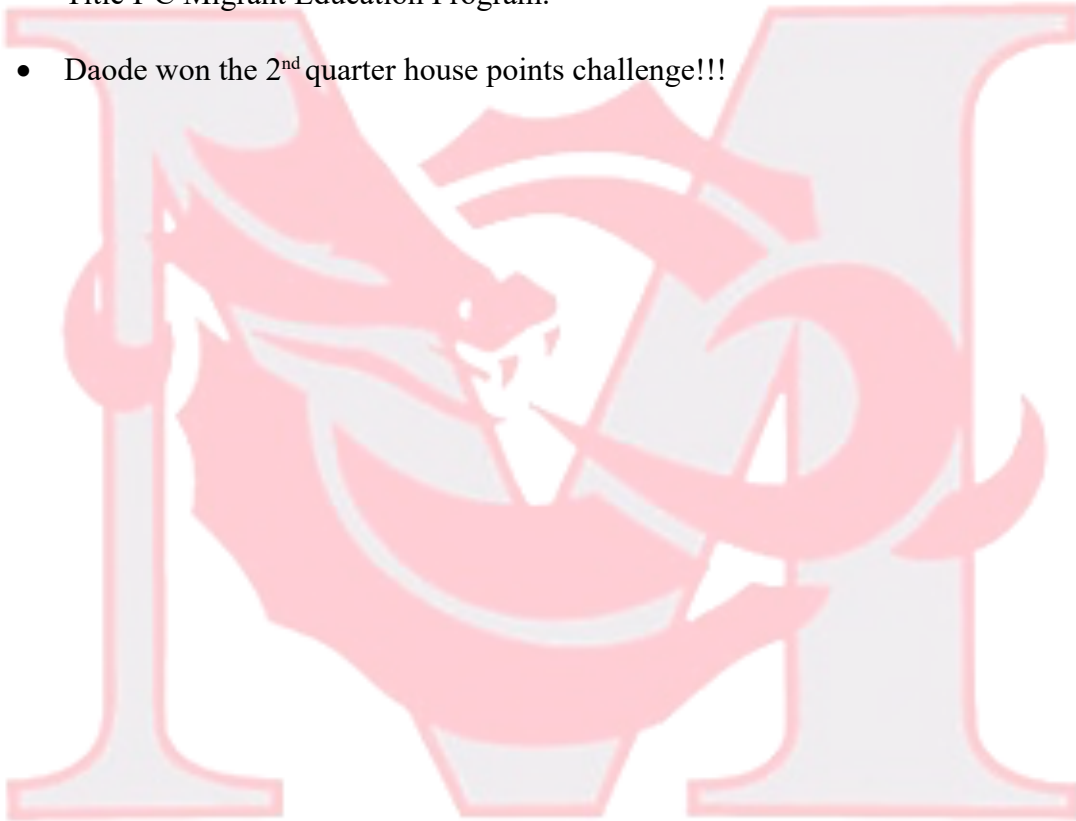 Title I-C Migrant Education Program.
• Daode won the 2nd quarter house points challenge!!!